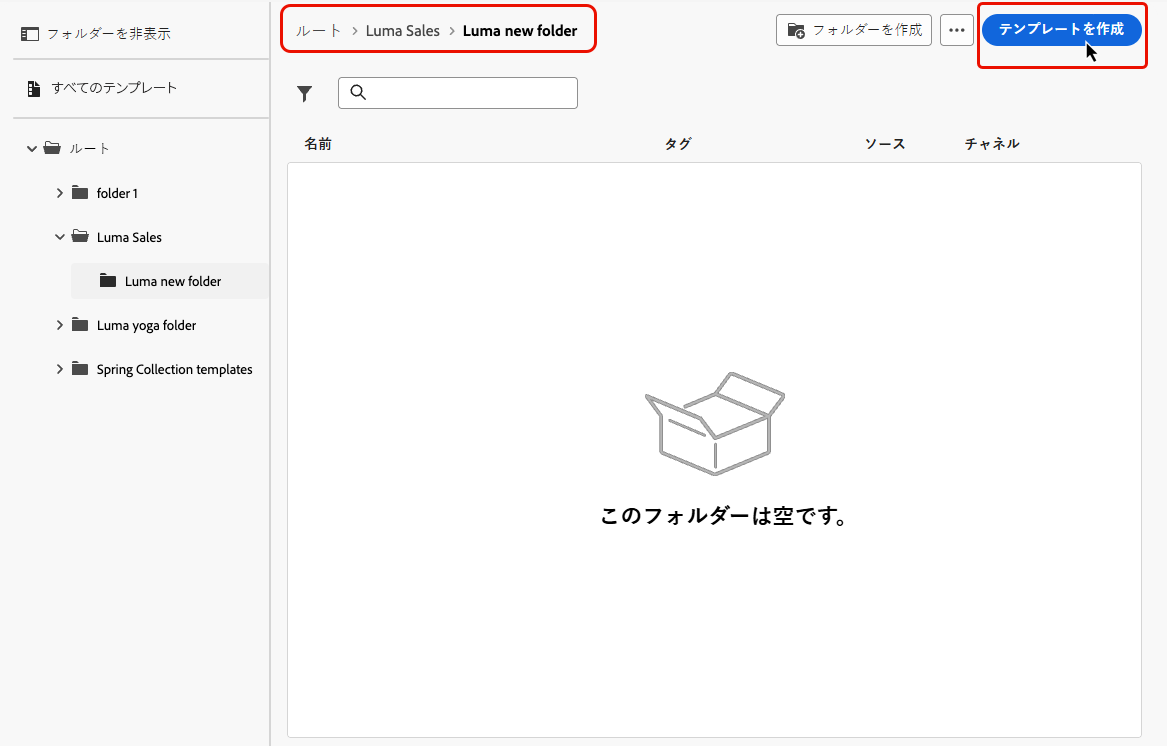 フォルダーを非表示
すべてのテンプレート
ルート
folder 1
Luma Sales
Luma new folder
Luma yoga folder
Spring Collection templates
ルート > Luma Sales > Luma new folder
フォルダーを作成
テンプレートを作成
名前 タグ ソース チャネル
このフォルダーは空です。